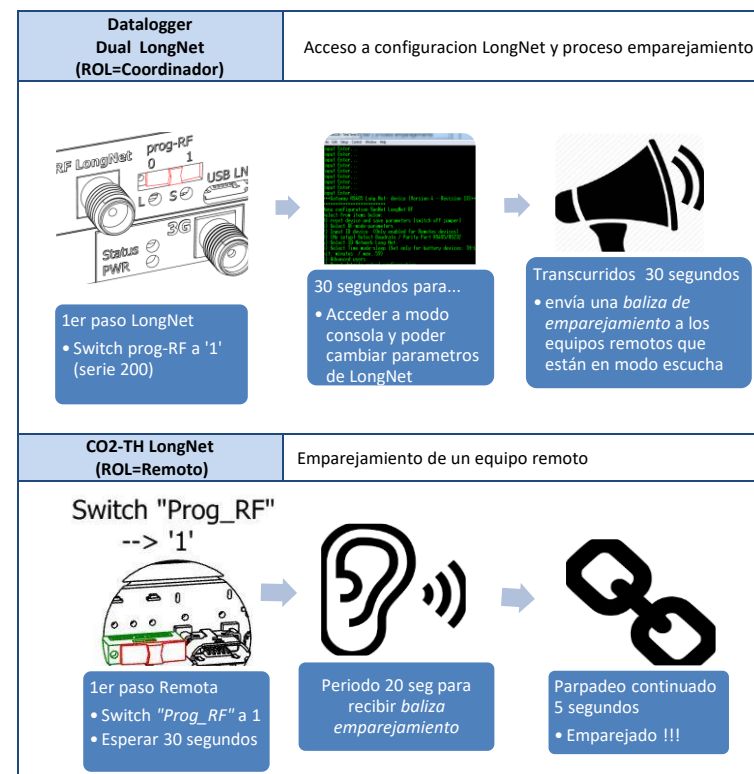 Datalogger
Dual LongNet
(ROL=Coordinador)
Acceso a configuracion LongNet y proceso emparejamiento
RF LongNet
prog-RF
0 1
USB LN
L S
3G
Status
PWR
1er paso LongNet
• Switch prog-RF a '1'
(serie 200)
30 segundos para...
• Acceder a modo
consola y poder
cambiar parametros
de LongNet
Transcurridos 30 segundos
• envía una baliza de
emparejamiento a los
equipos remotos que
están en modo escucha
CO2-TH LongNet
(ROL=Remoto)
Emparejamiento de un equipo remoto
Switch "Prog_RF"
--> '1'
1er paso Remota
• Switch "Prog_RF" a 1
• Esperar 30 segundos
Periodo 20 seg para
recibir baliza
emparejamiento
Parpadeo continuado
5 segundos
• Emparejado !!!